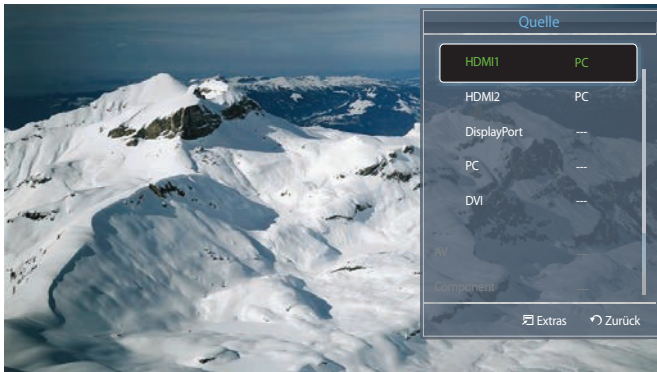 Quelle
HDMI1 PC
HDMI2 PC
DisplayPort ---
PC ---
DVI ---
AV ---
Component ---
Extras Zurück